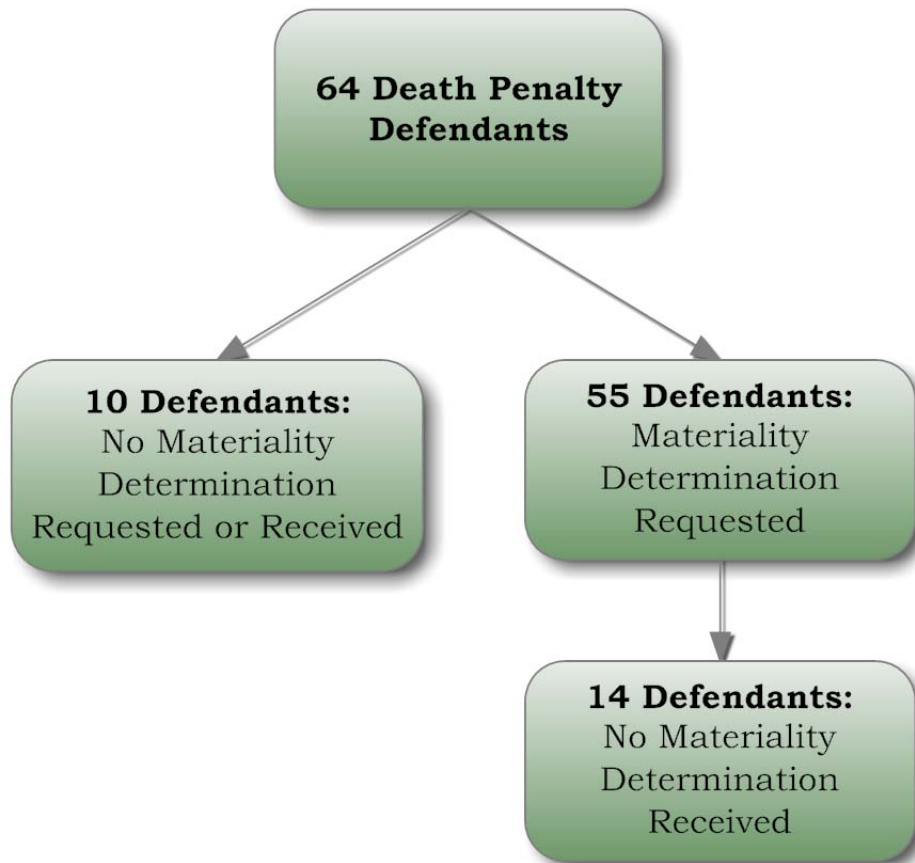 64 Death Penalty
Defendants
10 Defendants:
No Materiality
Determination
Requested or Received
55 Defendants:
Materiality
Determination
Requested
14 Defendants:
No Materiality
Determination
Received